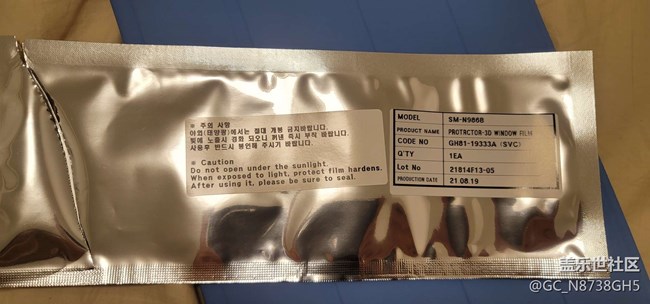 ※ 주의 사항
야외(태양광)에서는 절대 개봉 금지바랍니다.
빛에 노출시 경화 되오니 꺼낸 즉시 부착 바랍니다.
사용후 반드시 봉인해 주시기 바랍니다.
※ Caution
Do not open under the sunlight.
When exposed to light, protect film hardens.
After using it, please be sure to seal.
MODEL SM-N986B
PRODUCT NAME PROTRACTOR-3D WINDOW FILM
CODE NO GH81-19333A (SVC)
Q'TY 1EA
Lot No 21814F13-05
PRODUCTION DATE 21.08.19
盖乐世社区
@GC_N8738GH5